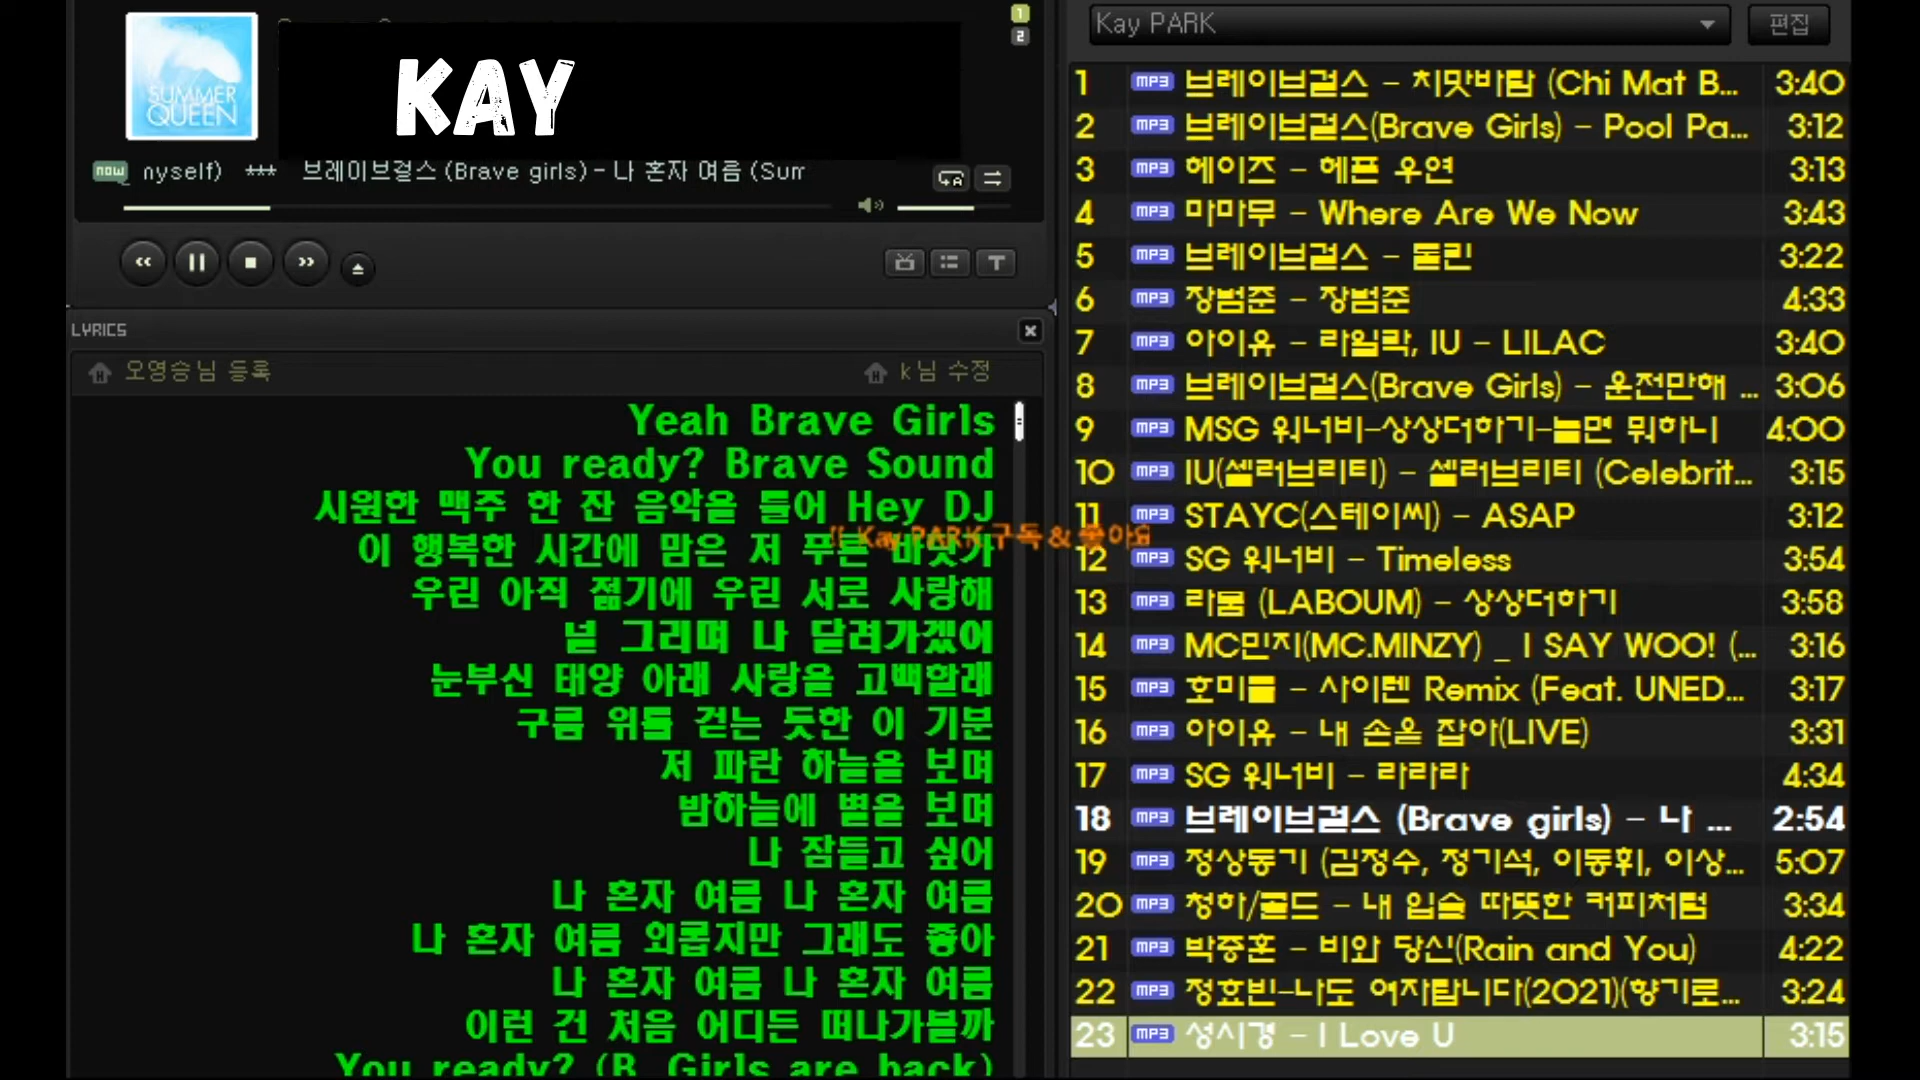 SUMMER
QUEEN
KAY
1
2
now nyself) *** 브레이브걸스 (Brave girls) - 나 혼자 여름 (Sum
LYRICS
오영승님 등록
k님 수정
Yeah Brave Girls
You ready? Brave Sound
시원한 맥주 한 잔 음악을 틀어 Hey DJ
이 행복한 시간에 맘은 저 푸른 바닷가
우린 아직 젊기에 우린 서로 사랑해
널 그리며 나 달려가겠어
눈부신 태양 아래 사랑을 고백할래
구름 위를 걷는 듯한 이 기분
저 파란 하늘을 보며
밤하늘에 별을 보며
나 잠들고 싶어
나 혼자 여름 나 혼자 여름
나 혼자 여름 외롭지만 그래도 좋아
나 혼자 여름 나 혼자 여름
이런 건 처음 어디든 떠나가볼까
You ready? (B. Girls are back)
!! Kay PARK 구독 & 좋아요
Kay PARK
편집
1 MP3 브레이브걸스 - 치맛바람 (Chi Mat B... 3:40
2 MP3 브레이브걸스(Brave Girls) - Pool Pa... 3:12
3 MP3 헤이즈 - 헤픈 우연 3:13
4 MP3 마마무 - Where Are We Now 3:43
5 MP3 브레이브걸스 - 돌린 3:22
6 MP3 장범준 - 장범준 4:33
7 MP3 아이유 - 라일락, IU - LILAC 3:40
8 MP3 브레이브걸스(Brave Girls) - 운전만해 ... 3:06
9 MP3 MSG 워너비-상상더하기-놀면 뭐하니 4:00
10 MP3 IU(셀러브리티) - 셀러브리티 (Celebrit... 3:15
11 MP3 STAYC(스테이씨) - ASAP 3:12
12 MP3 SG 워너비 - Timeless 3:54
13 MP3 라붐 (LABOUM) - 상상더하기 3:58
14 MP3 MC민지(MC.MINZY) _ I SAY WOO! (... 3:16
15 MP3 호미들 - 사이렌 Remix (Feat. UNED... 3:17
16 MP3 아이유 - 내 손을 잡아(LIVE) 3:31
17 MP3 SG 워너비 - 라라라 4:34
18 MP3 브레이브걸스 (Brave girls) - 나 ... 2:54
19 MP3 정상동기 (김정수, 정기석, 이동휘, 이상... 5:07
20 MP3 청하/콜드 - 내 입술 따뜻한 커피처럼 3:34
21 MP3 박중훈 - 비와 당신(Rain and You) 4:22
22 MP3 정효빈-나도 여자랍니다(2021)(향기로... 3:24
23 MP3 성시경 - I Love U 3:15